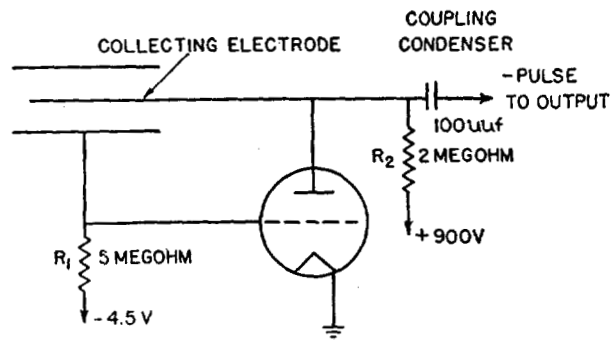 COUPLING
CONDENSER
COLLECTING ELECTRODE
-PULSE
TO OUTPUT
100uuf
R2 2 MEGOHM
+900V
R1 5 MEGOHM
-4.5 V